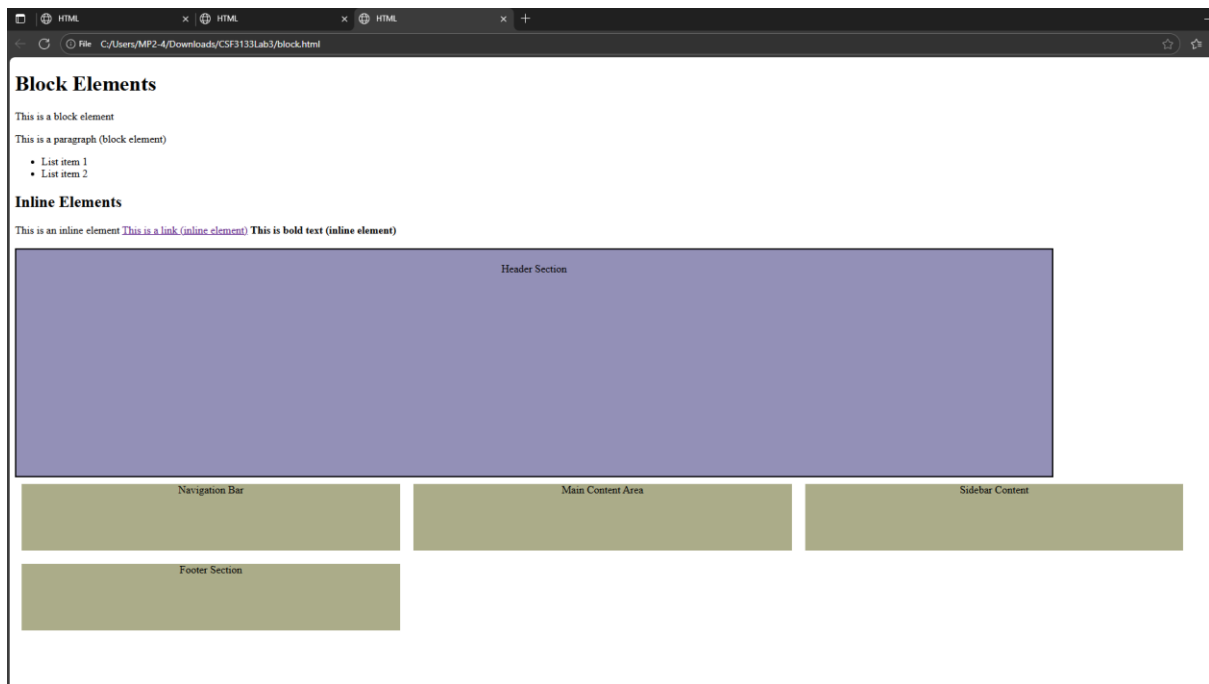 HTML
HTML
HTML
File C:/Users/MP2-4/Downloads/CSF3133Lab3/block.html
Block Elements
This is a block element
This is a paragraph (block element)
List item 1
List item 2
Inline Elements
This is an inline element This is a link (inline element) This is bold text (inline element)
Header Section
Navigation Bar
Main Content Area
Sidebar Content
Footer Section